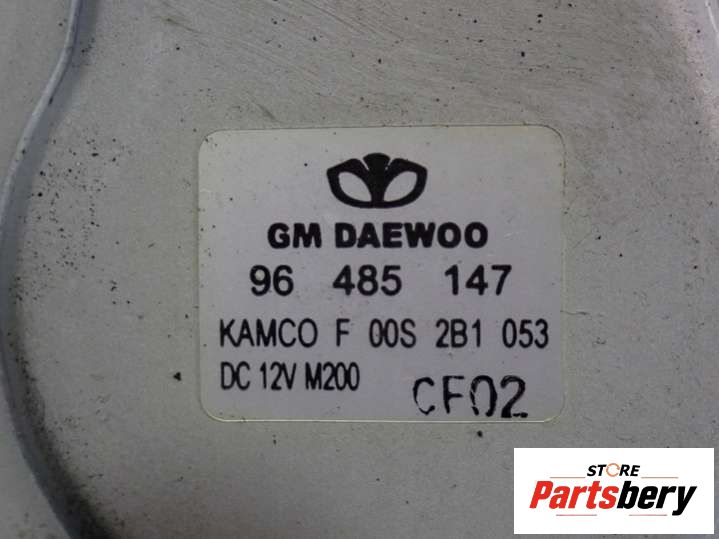 GM DAEWOO
96 485 147
KAMCO F 00S 2B1 053
DC 12V M200
CF02
STORE
Partsbery